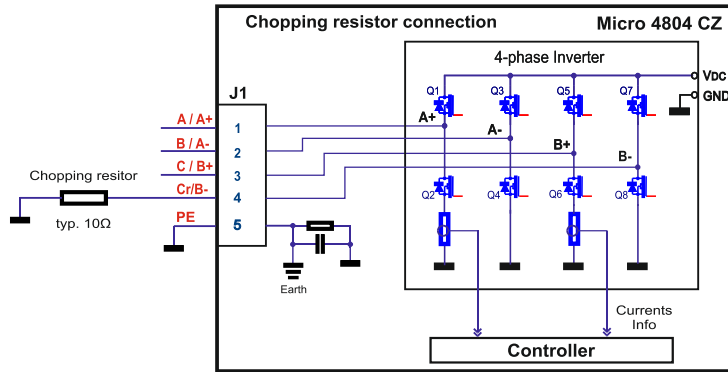 Chopping resistor connection
Micro 4804 CZ
4-phase Inverter
Q1 Q3 Q5 Q7
VDC
GND
J1
A / A+ 1 A+
B / A- 2 A-
C / B+ 3 B+
Cr/B- 4 B-
PE 5
Chopping resitor
typ. 10Ω
Q2 Q4 Q6 Q8
Earth
Currents
Info
Controller